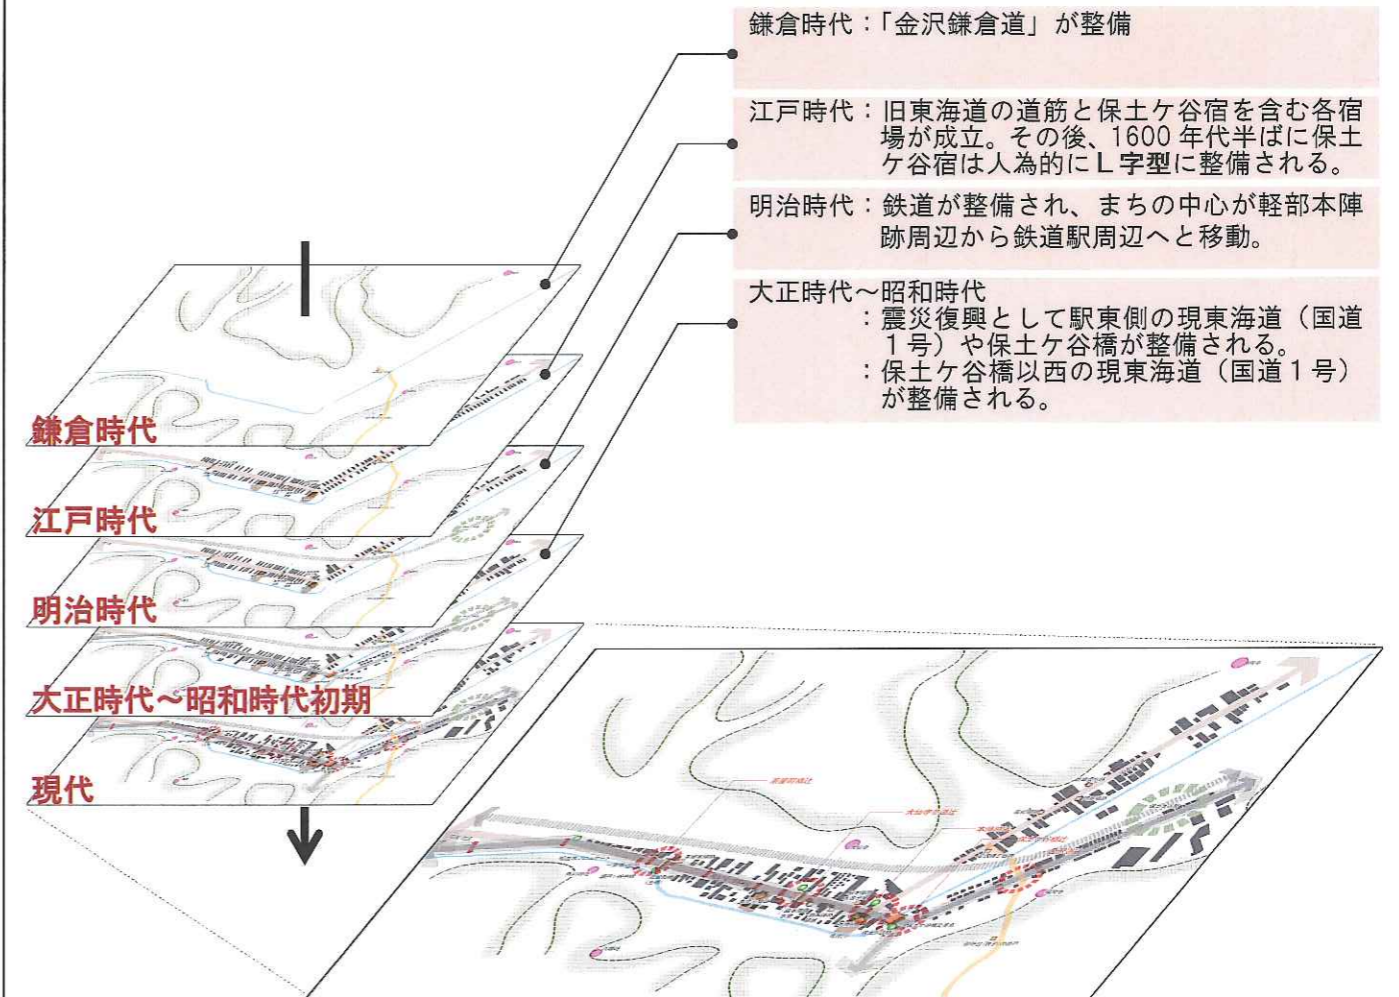 鎌倉時代：「金沢鎌倉道」が整備
江戸時代：旧東海道の道筋と保土ケ谷宿を含む各宿
場が成立。その後、1600年代半ばに保土
ケ谷宿は人為的にL字型に整備される。
明治時代：鉄道が整備され、まちの中心が軽部本陣
跡周辺から鉄道駅周辺へと移動。
大正時代～昭和時代
：震災復興として駅東側の現東海道（国道
1号）や保土ケ谷橋が整備される。
：保土ケ谷橋以西の現東海道（国道1号）
が整備される。
鎌倉時代
江戸時代
明治時代
大正時代～昭和時代初期
現代